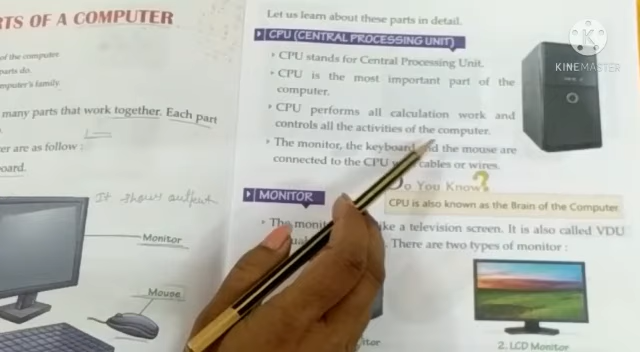 RTS OF A COMPUTER
of the computer
parts do.
mputer's family.
many parts that work together. Each part
er are as follow :
oard.
It shows output
Monitor
Mouse
Let us learn about these parts in detail.
CPU (CENTRAL PROCESSING UNIT)
CPU stands for Central Processing Unit.
CPU is the most important part of the
computer.
CPU performs all calculation work and
controls all the activities of the computer.
The monitor, the keyboard and the mouse are
connected to the CPU cables or wires.
Do You Know?
CPU is also known as the Brain of the Computer
MONITOR
The monit ke a television screen. It is also called VDU
There are two types of monitor :
itor
2. LCD Monitor
KINEMASTER